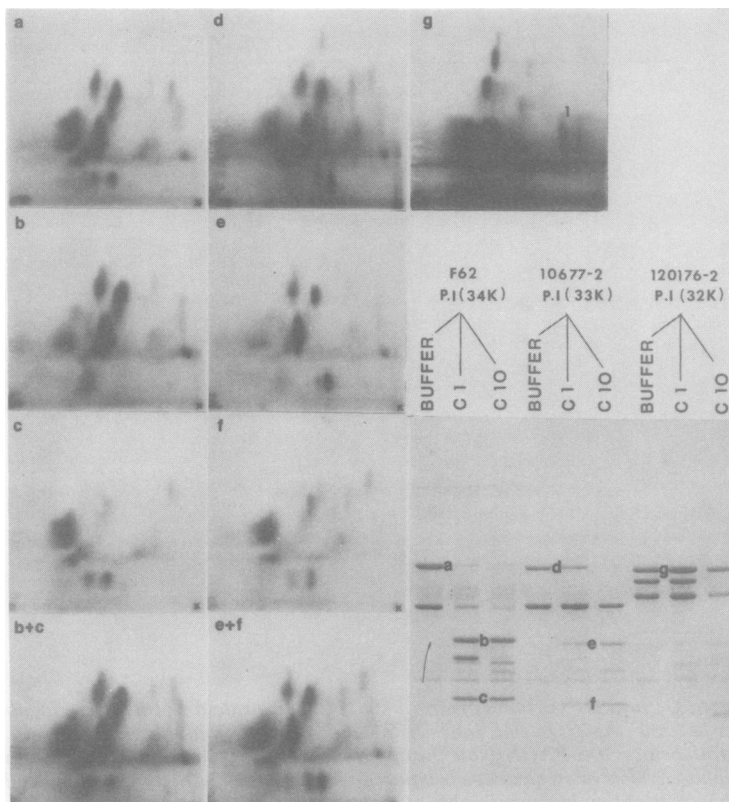 a
d
g
1
b
e
F62 10677-2 120176-2
P.I (34K) P.I (33K) P.I (32K)
BUFFER C 1 C 10 BUFFER C 1 C 10 BUFFER C 1 C 10
c
f
x
x
x
x
a d g
b e
c f
b+c
e+f